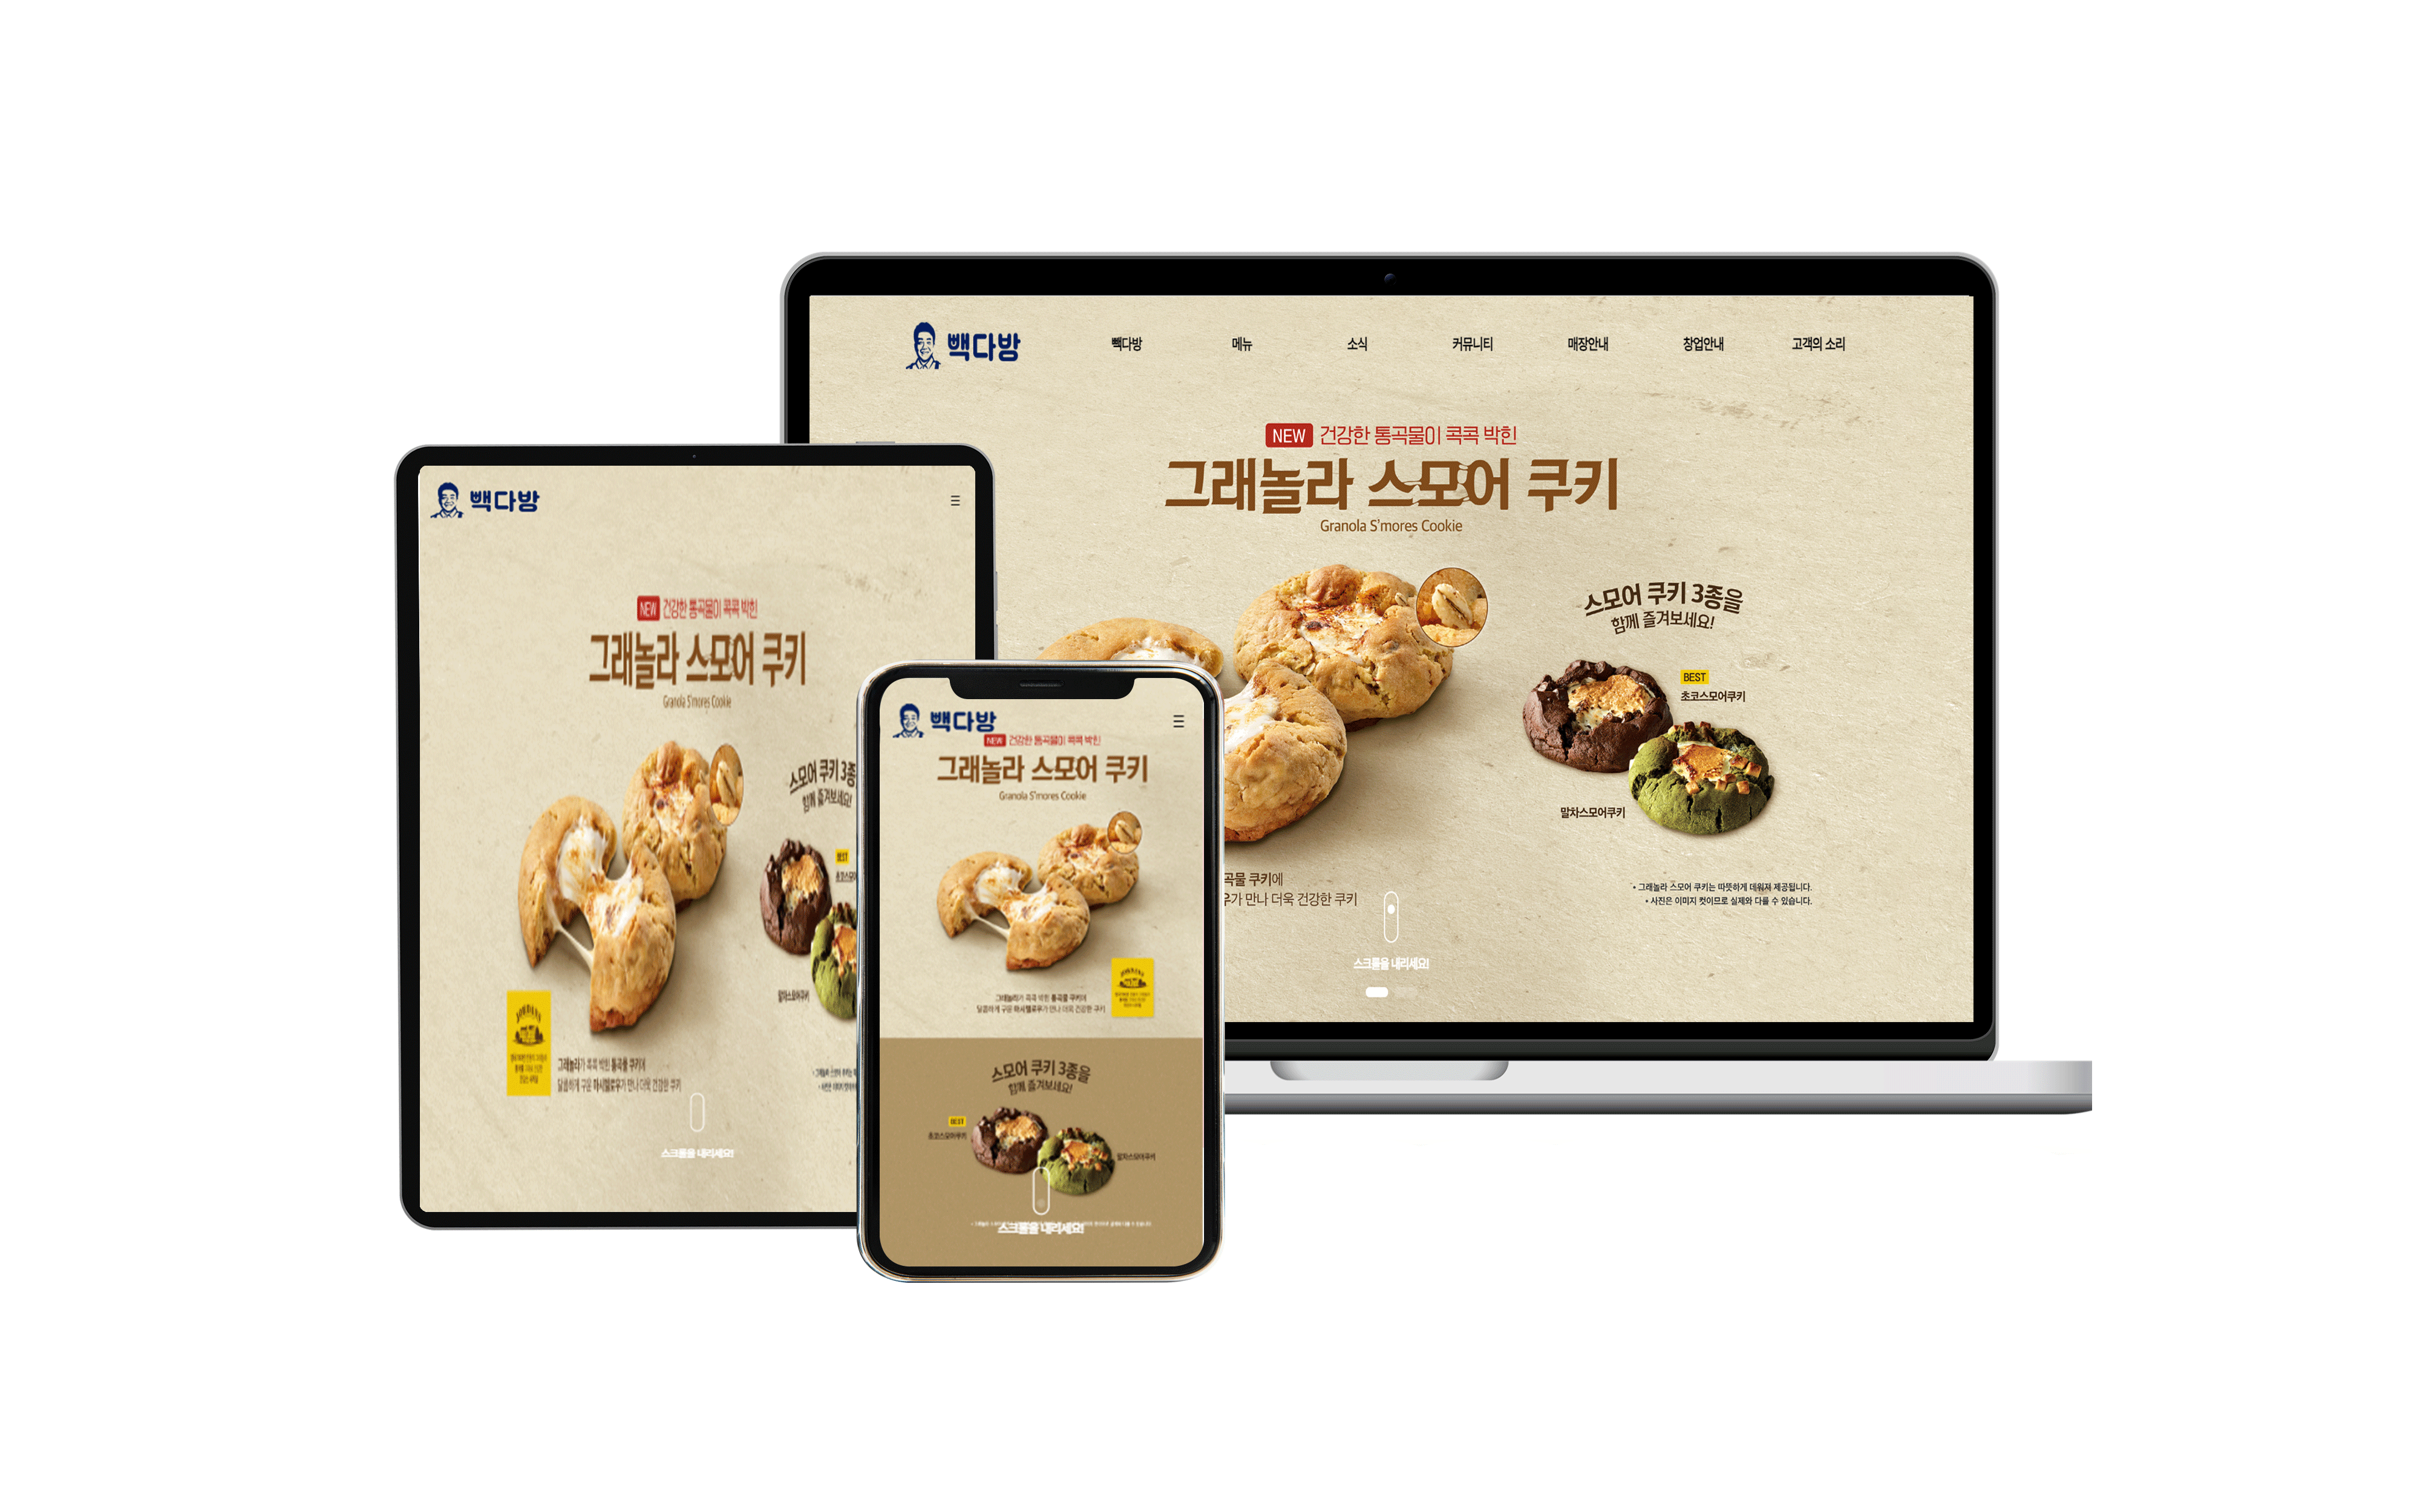 빽다방
빽다방 메뉴 소식 커뮤니티 매장안내 창업안내 고객의 소리
NEW 건강한 통곡물이 콕콕 박힌
그래놀라 스모어 쿠키
Granola S'mores Cookie
스모어 쿠키 3종을
함께 즐겨보세요!
BEST
초코스모어쿠키
말차스모어쿠키
곡물 쿠키에
가 만나 더욱 건강한 쿠키
• 그래놀라 스모어 쿠키는 따뜻하게 데워져 제공됩니다.
• 사진은 이미지 컷이므로 실제와 다를 수 있습니다.
스크롤을 내리세요!
빽다방
NEW 건강한 통곡물이 콕콕 박힌
그래놀라 스모어 쿠키
Granola S'mores Cookie
스모어 쿠키 3종
함께 즐겨보세요!
BEST
초코스모
말차스모어쿠키
그래놀라가 콕콕 박힌 통곡물 쿠키에
달콤하게 구운 마시멜로우가 만나 더욱 건강한 쿠키
스크롤을 내리세요!
빽다방
NEW 건강한 통곡물이 콕콕 박힌
그래놀라 스모어 쿠키
Granola S'mores Cookie
그래놀라가 콕콕 박힌 통곡물 쿠키에
달콤하게 구운 마시멜로우가 만나 더욱 건강한 쿠키
스모어 쿠키 3종을
함께 즐겨보세요!
BEST
초코스모어쿠키
말차스모어쿠키
스크롤을 내리세요!